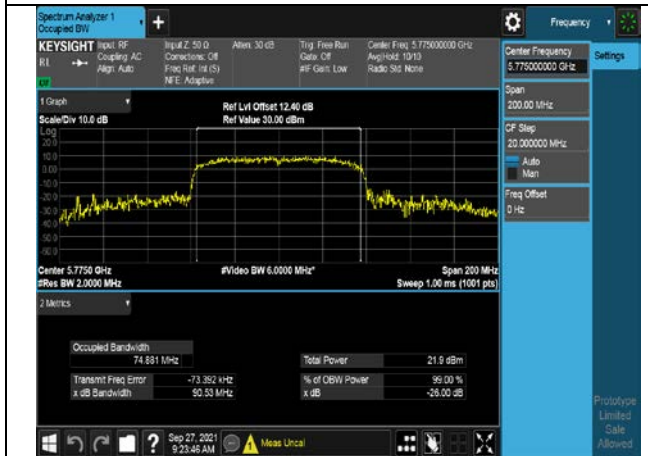 Spectrum Analyzer 1
Occupied BW
Frequency
KEYSIGHT
Input: RF
Coupling: AC
Align: Auto
Input Z: 50 Ω
Corrections: Off
Freq Ref: Int (S)
NFE: Adaptive
Atten: 30 dB
Trig: Free Run
Gate: Off
#IF Gain: Low
Center Freq: 5.775000000 GHz
Avg|Hold: 10/10
Radio Std: None
Center Frequency
5.775000000 GHz
Settings
Span
200.00 MHz
CF Step
20.000000 MHz
Auto
Man
Freq Offset
0 Hz
1 Graph
Scale/Div 10.0 dB
Ref Lvl Offset 12.40 dB
Ref Value 30.00 dBm
Log
20.0
10.0
0.00
-10.0
-20.0
-30.0
-40.0
-50.0
-60.0
Center 5.7750 GHz
#Res BW 2.0000 MHz
#Video BW 6.0000 MHz*
Span 200 MHz
Sweep 1.00 ms (1001 pts)
2 Metrics
Occupied Bandwidth
74.881 MHz
Total Power 21.9 dBm
Transmit Freq Error -73.392 kHz
% of OBW Power 99.00 %
x dB Bandwidth 90.53 MHz
x dB -26.00 dB
Prototype
Limited
Sale
Allowed
Sep 27, 2021
9:23:46 AM
Meas Uncal